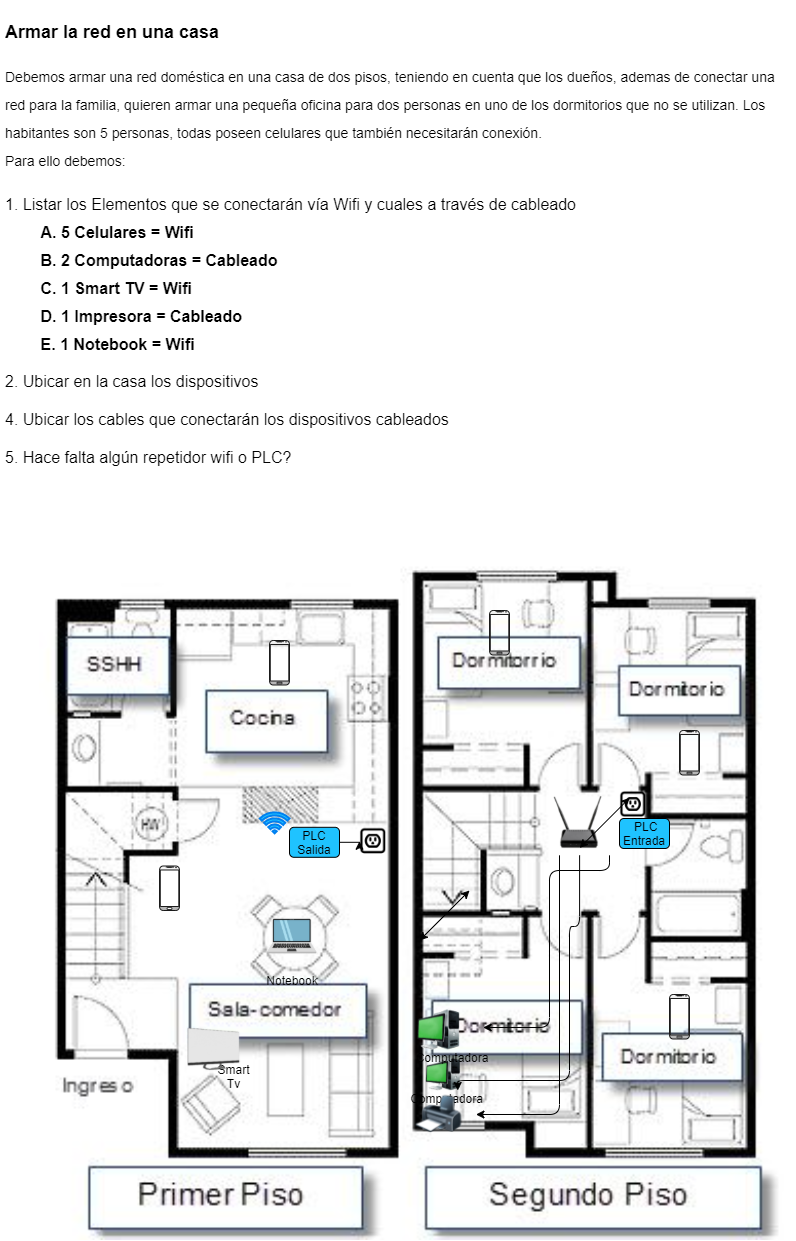 Armar la red en una casa
Debemos armar una red doméstica en una casa de dos pisos, teniendo en cuenta que los dueños, ademas de conectar una
red para la familia, quieren armar una pequeña oficina para dos personas en uno de los dormitorios que no se utilizan. Los
habitantes son 5 personas, todas poseen celulares que también necesitarán conexión.
Para ello debemos:
1. Listar los Elementos que se conectarán vía Wifi y cuales a través de cableado
A. 5 Celulares = Wifi
B. 2 Computadoras = Cableado
C. 1 Smart TV = Wifi
D. 1 Impresora = Cableado
E. 1 Notebook = Wifi
2. Ubicar en la casa los dispositivos
4. Ubicar los cables que conectarán los dispositivos cableados
5. Hace falta algún repetidor wifi o PLC?
SSHH
Cocina
HW
PLC
Salida
Notebook
Sala-comedor
Smart
Tv
Ingreso
Primer Piso
Dormitorrio
Dormitorio
PLC
Entrada
Dormitorio
Computadora
Computadora
Dormitorio
Segundo Piso